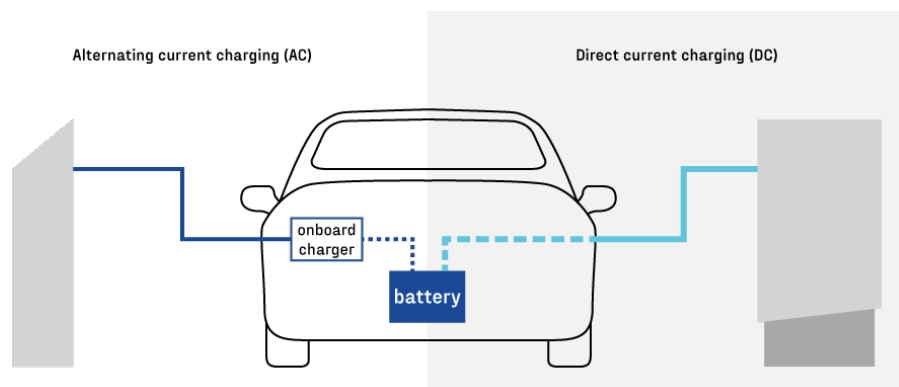 Alternating current charging (AC)
Direct current charging (DC)
onboard
charger
battery